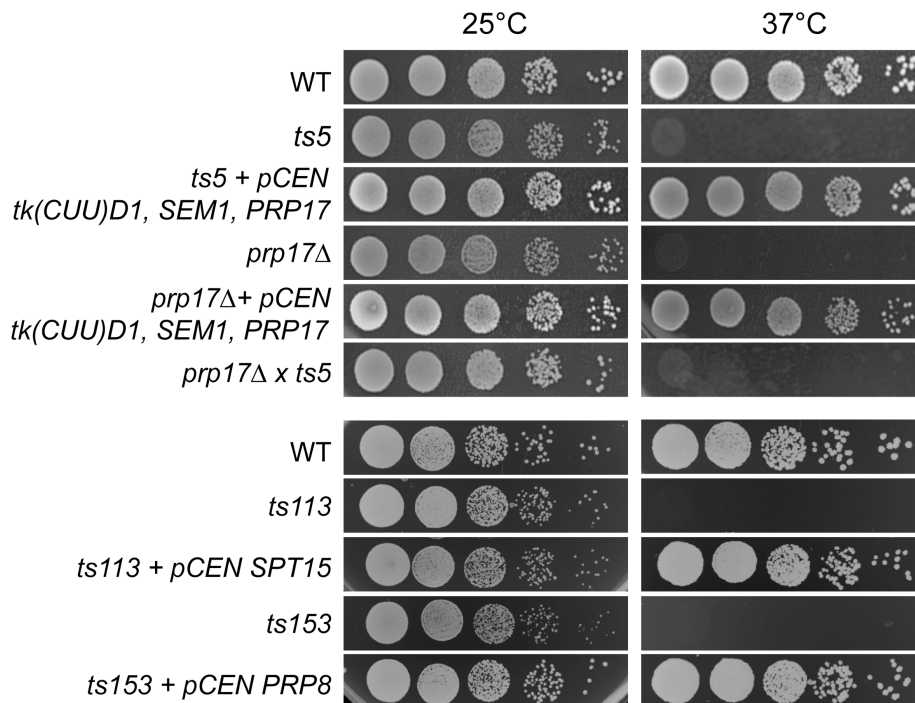 25°C 37°C
WT
ts5
ts5 + pCEN
tk(CUU)D1, SEM1, PRP17
prp17Δ
prp17Δ+ pCEN
tk(CUU)D1, SEM1, PRP17
prp17Δ x ts5
WT
ts113
ts113 + pCEN SPT15
ts153
ts153 + pCEN PRP8